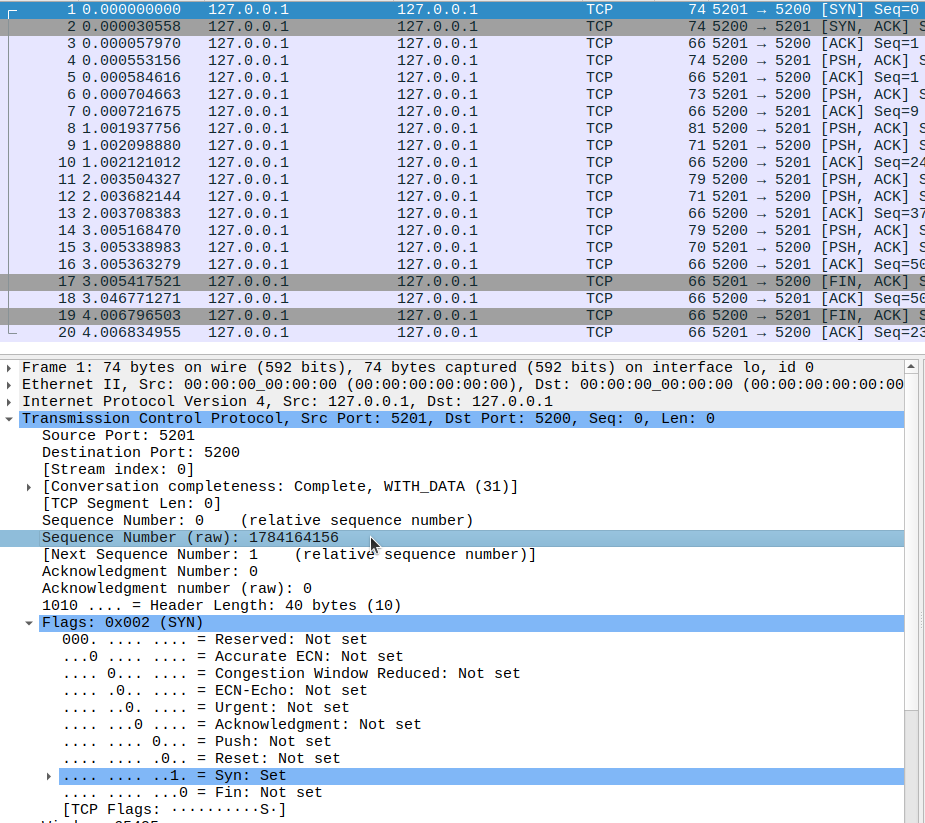 1 0.000000000 127.0.0.1 127.0.0.1 TCP 74 5201 → 5200 [SYN] Seq=0
2 0.000030558 127.0.0.1 127.0.0.1 TCP 74 5200 → 5201 [SYN, ACK] S
3 0.000057970 127.0.0.1 127.0.0.1 TCP 66 5201 → 5200 [ACK] Seq=1
4 0.000553156 127.0.0.1 127.0.0.1 TCP 74 5200 → 5201 [PSH, ACK] S
5 0.000584616 127.0.0.1 127.0.0.1 TCP 66 5201 → 5200 [ACK] Seq=1
6 0.000704663 127.0.0.1 127.0.0.1 TCP 73 5201 → 5200 [PSH, ACK] S
7 0.000721675 127.0.0.1 127.0.0.1 TCP 66 5200 → 5201 [ACK] Seq=9
8 1.001937756 127.0.0.1 127.0.0.1 TCP 81 5200 → 5201 [PSH, ACK] S
9 1.002098880 127.0.0.1 127.0.0.1 TCP 71 5201 → 5200 [PSH, ACK] S
10 1.002121012 127.0.0.1 127.0.0.1 TCP 66 5200 → 5201 [ACK] Seq=24
11 2.003504327 127.0.0.1 127.0.0.1 TCP 79 5200 → 5201 [PSH, ACK] S
12 2.003682144 127.0.0.1 127.0.0.1 TCP 71 5201 → 5200 [PSH, ACK] S
13 2.003708383 127.0.0.1 127.0.0.1 TCP 66 5200 → 5201 [ACK] Seq=37
14 3.005168470 127.0.0.1 127.0.0.1 TCP 79 5200 → 5201 [PSH, ACK] S
15 3.005338983 127.0.0.1 127.0.0.1 TCP 70 5201 → 5200 [PSH, ACK] S
16 3.005363279 127.0.0.1 127.0.0.1 TCP 66 5200 → 5201 [ACK] Seq=50
17 3.005417521 127.0.0.1 127.0.0.1 TCP 66 5201 → 5200 [FIN, ACK] S
18 3.046771271 127.0.0.1 127.0.0.1 TCP 66 5200 → 5201 [ACK] Seq=50
19 4.006796503 127.0.0.1 127.0.0.1 TCP 66 5200 → 5201 [FIN, ACK] S
20 4.006834955 127.0.0.1 127.0.0.1 TCP 66 5201 → 5200 [ACK] Seq=23
Frame 1: 74 bytes on wire (592 bits), 74 bytes captured (592 bits) on interface lo, id 0
Ethernet II, Src: 00:00:00_00:00:00 (00:00:00:00:00:00), Dst: 00:00:00_00:00:00 (00:00:00:00:00:00
Internet Protocol Version 4, Src: 127.0.0.1, Dst: 127.0.0.1
Transmission Control Protocol, Src Port: 5201, Dst Port: 5200, Seq: 0, Len: 0
Source Port: 5201
Destination Port: 5200
[Stream index: 0]
[Conversation completeness: Complete, WITH_DATA (31)]
[TCP Segment Len: 0]
Sequence Number: 0 (relative sequence number)
Sequence Number (raw): 1784164156
[Next Sequence Number: 1 (relative sequence number)]
Acknowledgment Number: 0
Acknowledgment number (raw): 0
1010 .... = Header Length: 40 bytes (10)
Flags: 0x002 (SYN)
000. .... .... = Reserved: Not set
...0 .... .... = Accurate ECN: Not set
.... 0... .... = Congestion Window Reduced: Not set
.... .0.. .... = ECN-Echo: Not set
.... ..0. .... = Urgent: Not set
.... ...0 .... = Acknowledgment: Not set
.... .... 0... = Push: Not set
.... .... .0.. = Reset: Not set
.... .... ..1. = Syn: Set
.... .... ...0 = Fin: Not set
[TCP Flags: ··········S·]